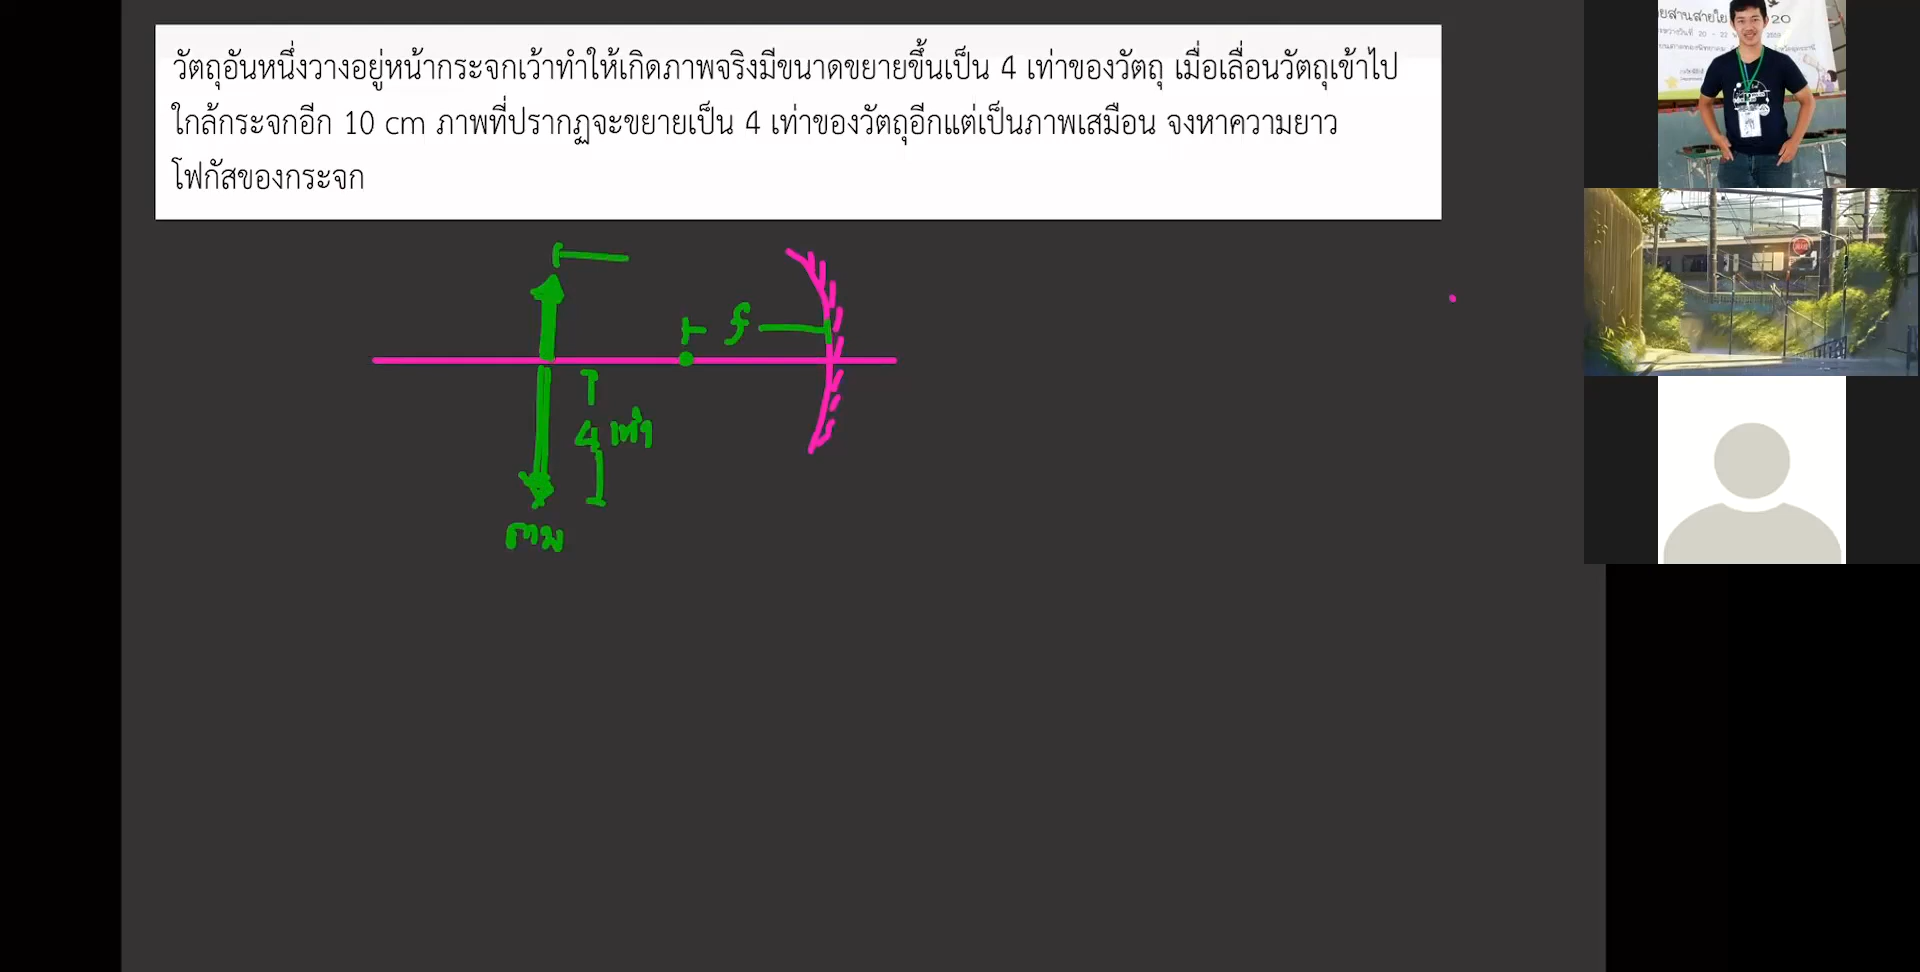 วัตถุอันหนึ่งวางอยู่หน้ากระจกเว้าทำให้เกิดภาพจริงมีขนาดขยายขึ้นเป็น 4 เท่าของวัตถุ เมื่อเลื่อนวัตถุเข้าไป
ใกล้กระจกอีก 10 cm ภาพที่ปรากฏจะขยายเป็น 4 เท่าของวัตถุอีกแต่เป็นภาพเสมือน จงหาความยาว
โฟกัสของกระจก
f
4 เท่า
ภาพ